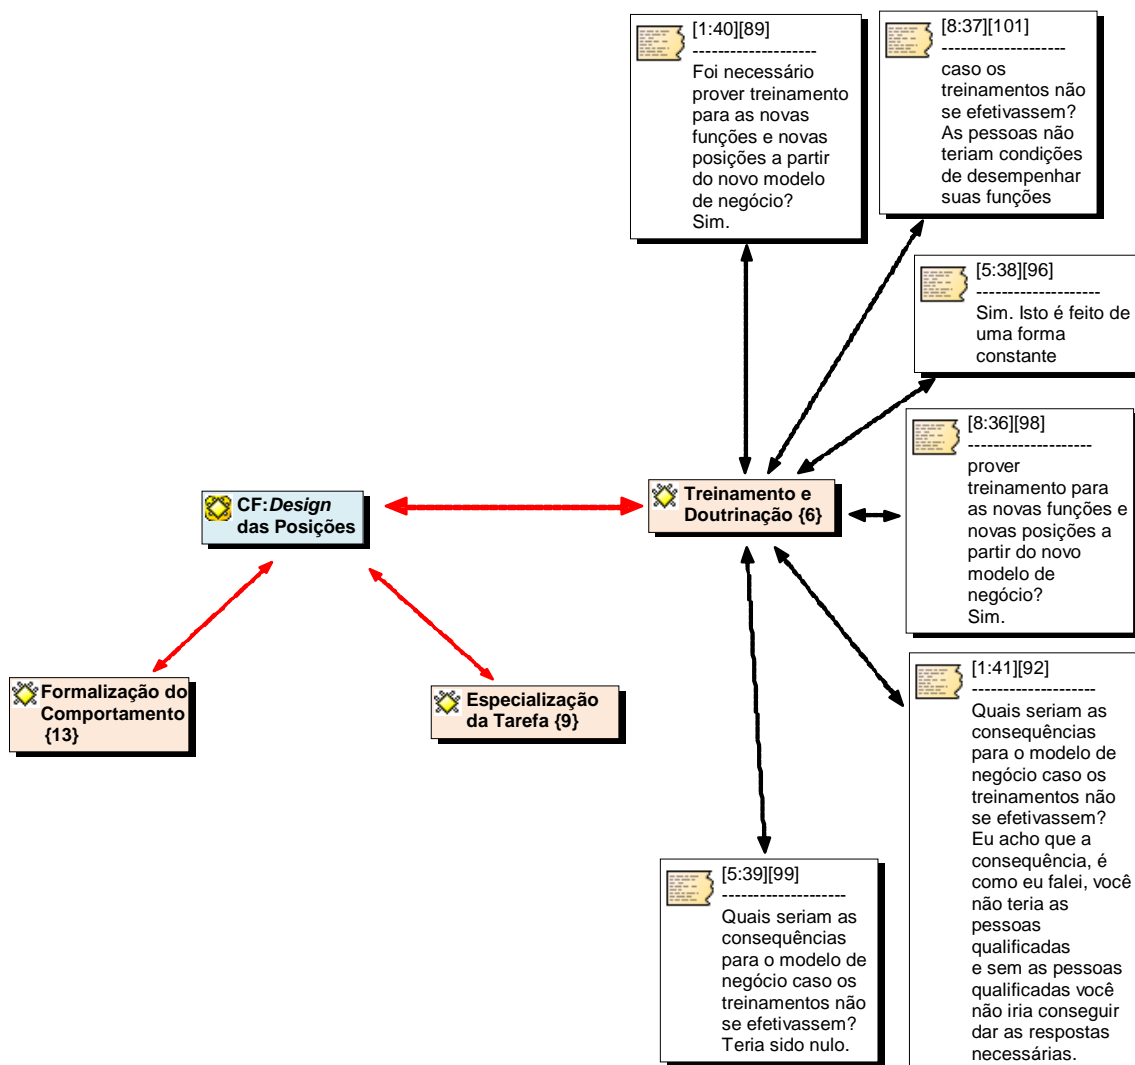 [1:40][89]
---------------------
Foi necessário
prover treinamento
para as novas
funções e novas
posições a partir
do novo modelo
de negócio?
Sim.
[8:37][101]
---------------------
caso os
treinamentos não
se efetivassem?
As pessoas não
teriam condições
de desempenhar
suas funções
[5:38][96]
---------------------
Sim. Isto é feito de
uma forma
constante
[8:36][98]
---------------------
prover
treinamento para
as novas funções e
novas posições a
partir do novo
modelo de
negócio?
Sim.
CF:Design
das Posições
Treinamento e
Doutrinação {6}
Formalização do
Comportamento
{13}
Especialização
da Tarefa {9}
[1:41][92]
---------------------
Quais seriam as
consequências
para o modelo de
negócio caso os
treinamentos não
se efetivassem?
Eu acho que a
consequência, é
como eu falei, você
não teria as
pessoas
qualificadas
e sem as pessoas
qualificadas você
não iria conseguir
dar as respostas
necessárias.
[5:39][99]
---------------------
Quais seriam as
consequências
para o modelo de
negócio caso os
treinamentos não
se efetivassem?
Teria sido nulo.